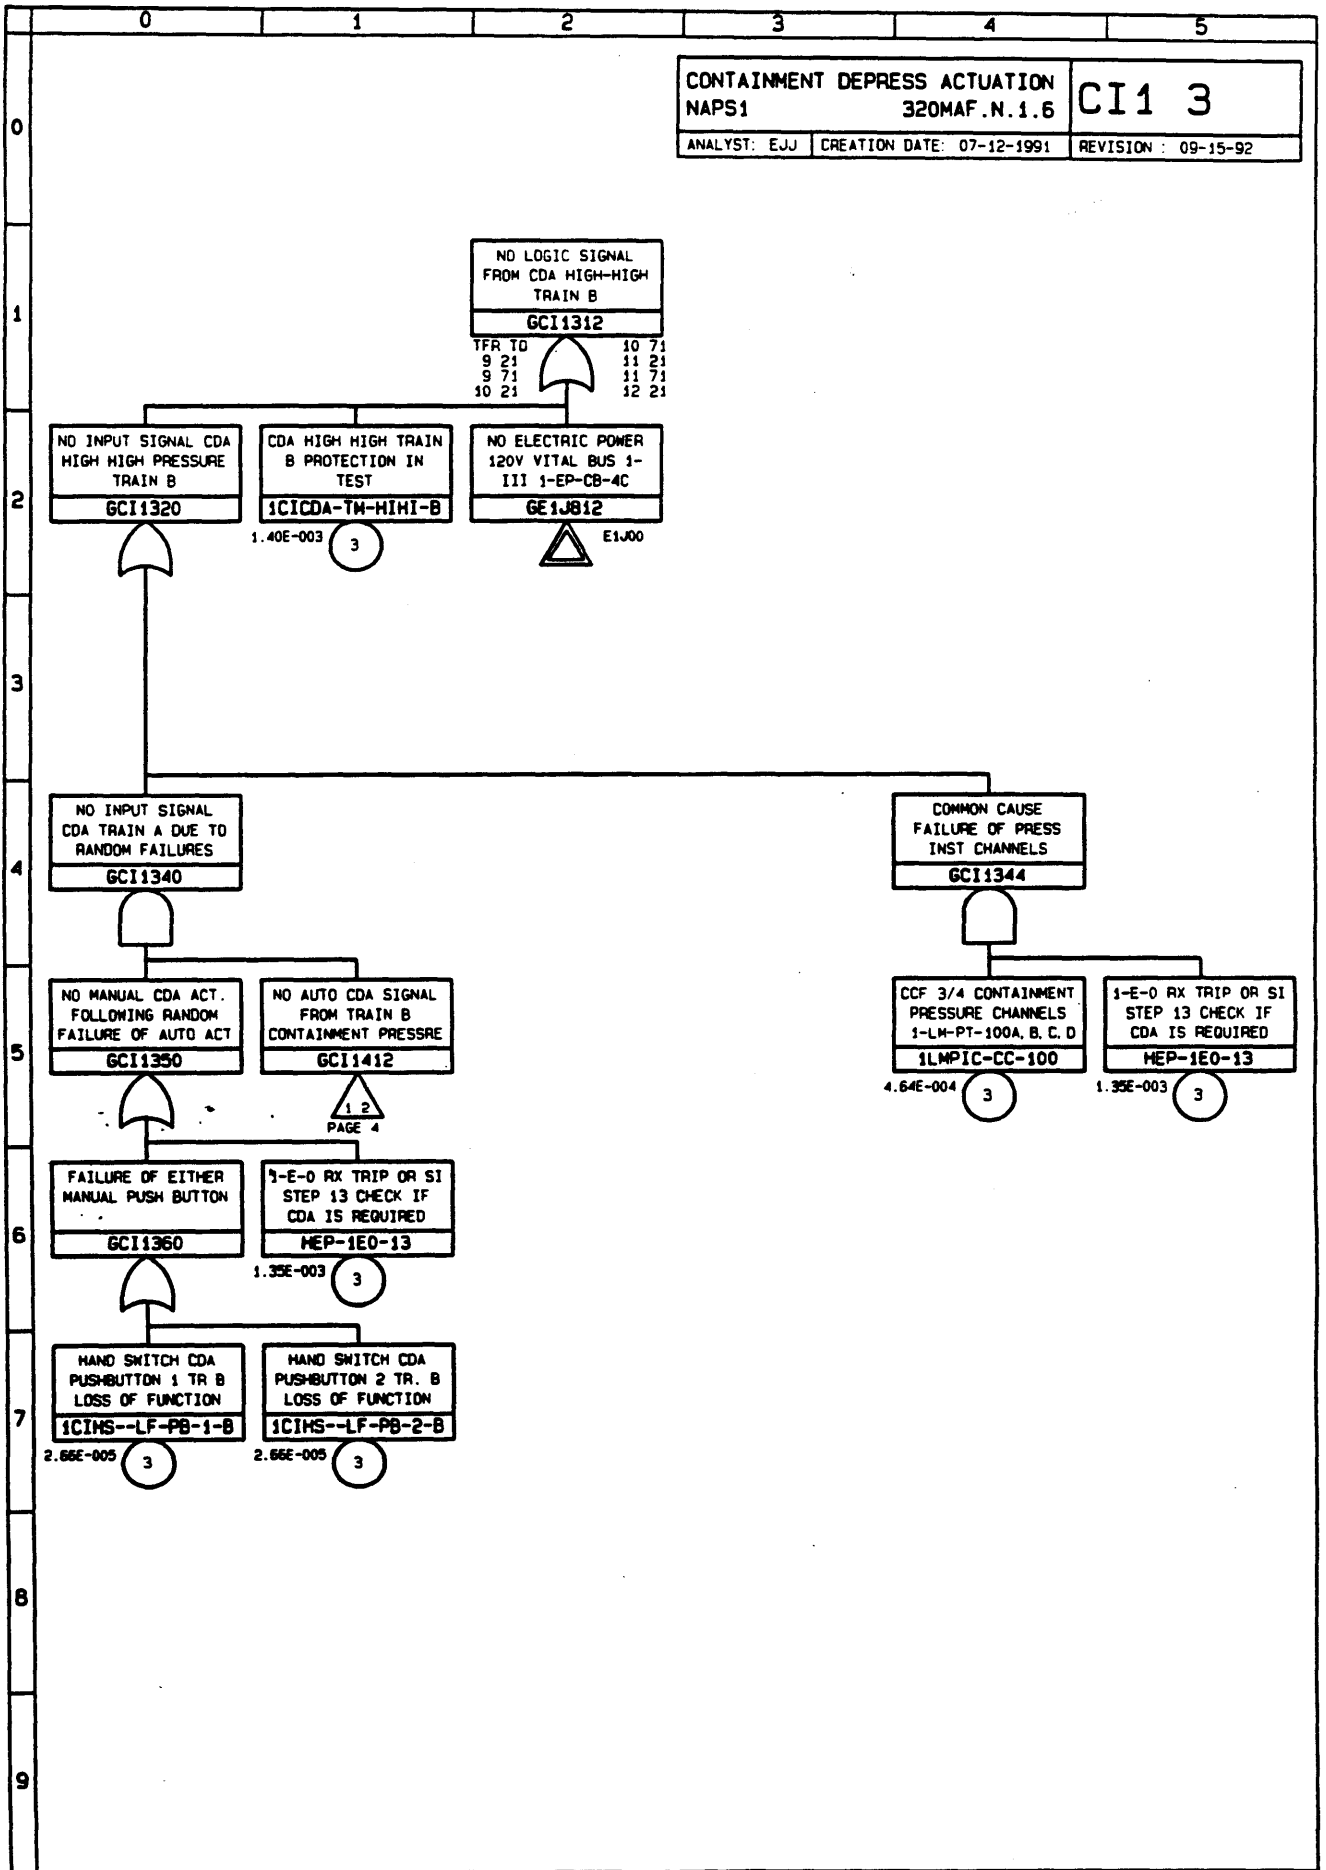 0 1 2 3 4 5
CONTAINMENT DEPRESS ACTUATION
NAPS1 320MAF.N.1.6
CI1 3
ANALYST: EJJ CREATION DATE: 07-12-1991 REVISION : 09-15-92
0
NO LOGIC SIGNAL
FROM CDA HIGH-HIGH
TRAIN B
GCI1312
1
TFR TO 10 71
9 21 11 21
9 71 11 71
10 21 12 21
NO INPUT SIGNAL CDA
HIGH HIGH PRESSURE
TRAIN B
GCI1320
CDA HIGH HIGH TRAIN
B PROTECTION IN
TEST
1CICDA-TM-HIHI-B
1.40E-003
3
NO ELECTRIC POWER
120V VITAL BUS 1-
III 1-EP-CB-4C
GE1J812
E1J00
2
3
NO INPUT SIGNAL
CDA TRAIN A DUE TO
RANDOM FAILURES
GCI1340
COMMON CAUSE
FAILURE OF PRESS
INST CHANNELS
GCI1344
4
NO MANUAL CDA ACT.
FOLLOWING RANDOM
FAILURE OF AUTO ACT
GCI1350
NO AUTO CDA SIGNAL
FROM TRAIN B
CONTAINMENT PRESSRE
GCI1412
1 2
PAGE 4
CCF 3/4 CONTAINMENT
PRESSURE CHANNELS
1-LM-PT-100A, B, C, D
1LMPIC-CC-100
4.64E-004
3
1-E-0 RX TRIP OR SI
STEP 13 CHECK IF
CDA IS REQUIRED
HEP-1E0-13
1.35E-003
3
5
FAILURE OF EITHER
MANUAL PUSH BUTTON
GCI1360
1-E-0 RX TRIP OR SI
STEP 13 CHECK IF
CDA IS REQUIRED
HEP-1E0-13
1.35E-003
3
6
HAND SWITCH CDA
PUSHBUTTON 1 TR B
LOSS OF FUNCTION
1CIHS--LF-PB-1-B
2.66E-005
3
HAND SWITCH CDA
PUSHBUTTON 2 TR. B
LOSS OF FUNCTION
1CIHS--LF-PB-2-B
2.66E-005
3
7
8
9